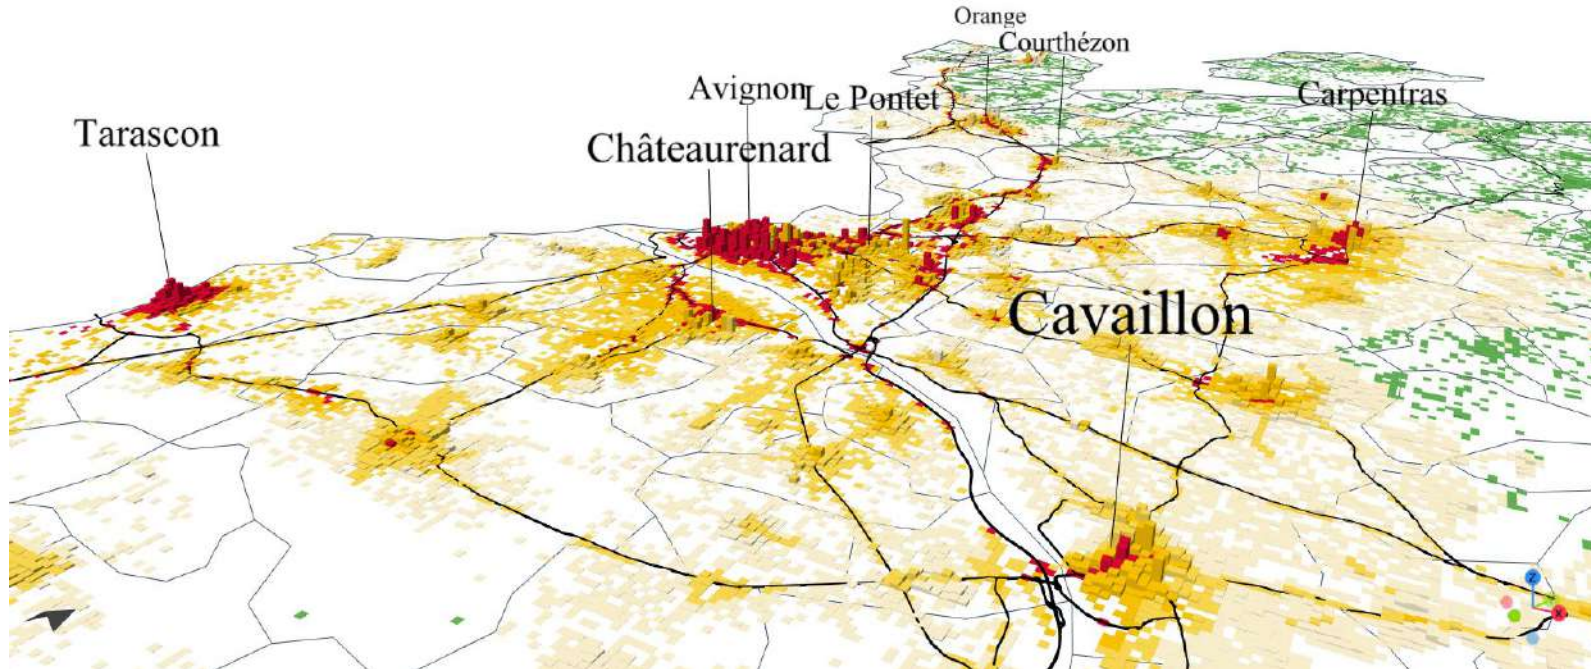 Orange
Courthézon
Avignon
Le Pontet
Carpentras
Tarascon
Châteaurenard
Cavaillon
Z
X